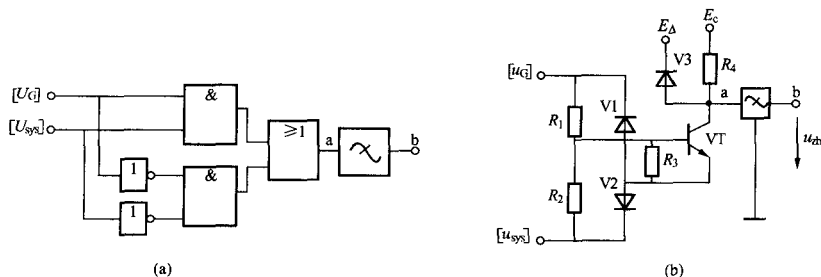 [U_G]
[U_sys]
&
&
1
1
≥1
a
b
(a)
E_Δ
E_c
[u_G]
V3
R_4
V1
a
b
R_1
VT
R_3
u_zh
R_2
V2
[u_sys]
(b)